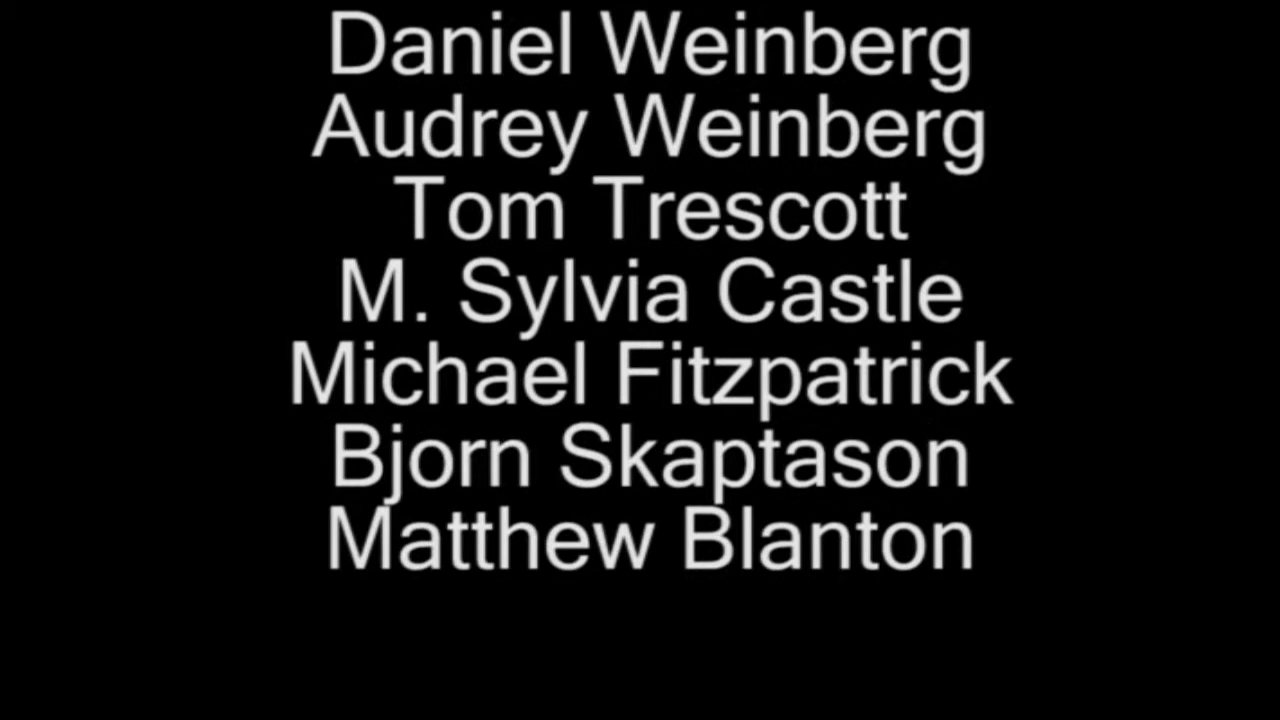 Daniel Weinberg
Audrey Weinberg
Tom Trescott
M. Sylvia Castle
Michael Fitzpatrick
Bjorn Skaptason
Matthew Blanton